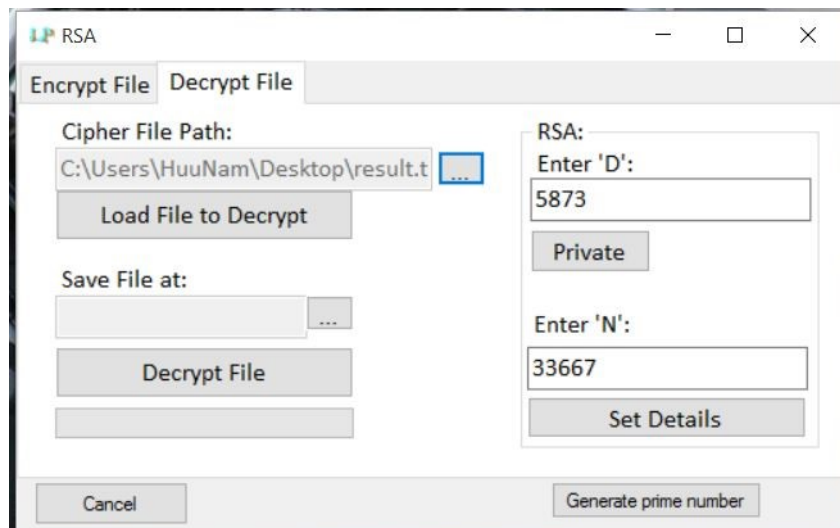 LP RSA
Encrypt File Decrypt File
Cipher File Path:
C:\Users\HuuNam\Desktop\result.t ...
Load File to Decrypt
Save File at:
...
Decrypt File
RSA:
Enter 'D':
5873
Private
Enter 'N':
33667
Set Details
Cancel
Generate prime number